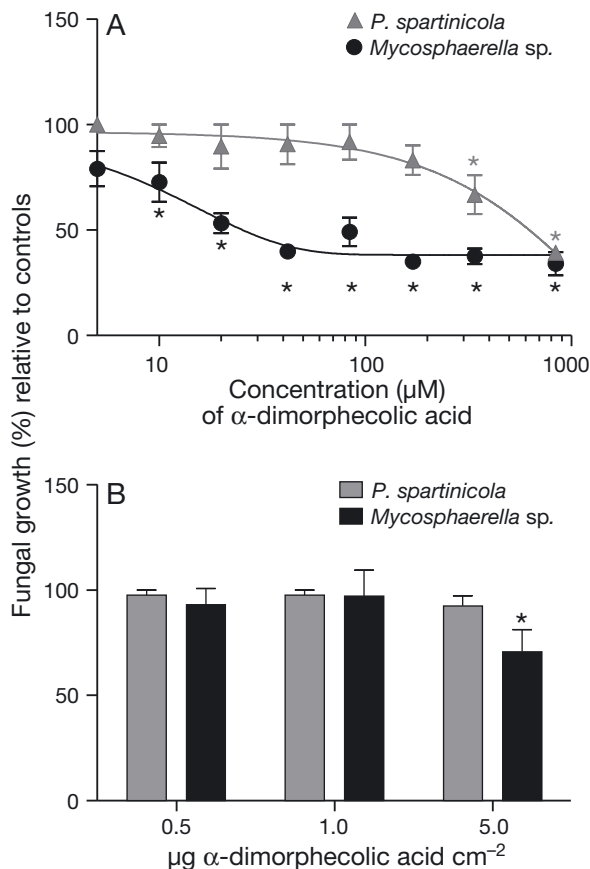 Fungal growth (%) relative to controls
A
P. spartinicola
Mycosphaerella sp.
150
100
50
0
* * * * * * * * *
10 100 1000
Concentration (µM)
of α-dimorphecolic acid
B
P. spartinicola
Mycosphaerella sp.
150
100
50
0
*
0.5 1.0 5.0
µg α-dimorphecolic acid cm⁻²